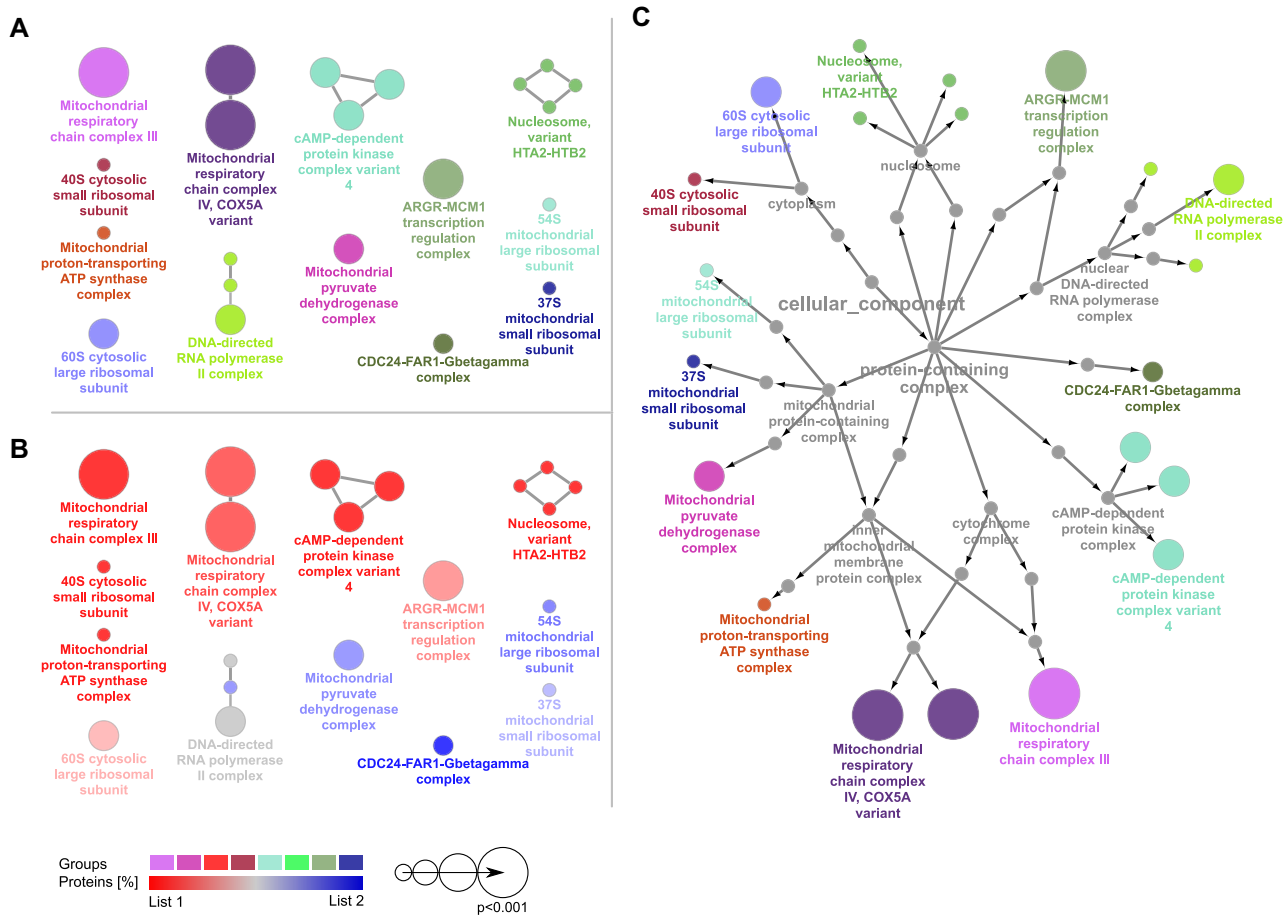 A
Mitochondrial
respiratory
chain complex III
40S cytosolic
small ribosomal
subunit
Mitochondrial
proton-transporting
ATP synthase
complex
60S cytosolic
large ribosomal
subunit
Mitochondrial
respiratory
chain complex
IV, COX5A
variant
DNA-directed
RNA polymerase
II complex
cAMP-dependent
protein kinase
complex variant
4
Mitochondrial
pyruvate
dehydrogenase
complex
ARGR-MCM1
transcription
regulation
complex
CDC24-FAR1-Gbetagamma
complex
Nucleosome,
variant
HTA2-HTB2
54S
mitochondrial
large ribosomal
subunit
37S
mitochondrial
small ribosomal
subunit
B
Mitochondrial
respiratory
chain complex III
40S cytosolic
small ribosomal
subunit
Mitochondrial
proton-transporting
ATP synthase
complex
60S cytosolic
large ribosomal
subunit
Mitochondrial
respiratory
chain complex
IV, COX5A
variant
DNA-directed
RNA polymerase
II complex
cAMP-dependent
protein kinase
complex variant
4
Mitochondrial
pyruvate
dehydrogenase
complex
ARGR-MCM1
transcription
regulation
complex
CDC24-FAR1-Gbetagamma
complex
Nucleosome,
variant
HTA2-HTB2
54S
mitochondrial
large ribosomal
subunit
37S
mitochondrial
small ribosomal
subunit
C
Nucleosome,
variant
HTA2-HTB2
60S cytosolic
large ribosomal
subunit
ARGR-MCM1
transcription
regulation
complex
nucleosome
40S cytosolic
small ribosomal
subunit
cytoplasm
DNA-directed
RNA polymerase
II complex
nuclear
DNA-directed
RNA polymerase
complex
54S
mitochondrial
large ribosomal
subunit
cellular_component
protein-containing
complex
37S
mitochondrial
small ribosomal
subunit
mitochondrial
protein-containing
complex
CDC24-FAR1-Gbetagamma
complex
Mitochondrial
pyruvate
dehydrogenase
complex
inner
mitochondrial
membrane
protein complex
cytochrome
complex
cAMP-dependent
protein kinase
complex
cAMP-dependent
protein kinase
complex variant
4
Mitochondrial
proton-transporting
ATP synthase
complex
Mitochondrial
respiratory
chain complex
IV, COX5A
variant
Mitochondrial
respiratory
chain complex III
Groups
Proteins [%]
List 1
List 2
p<0.001